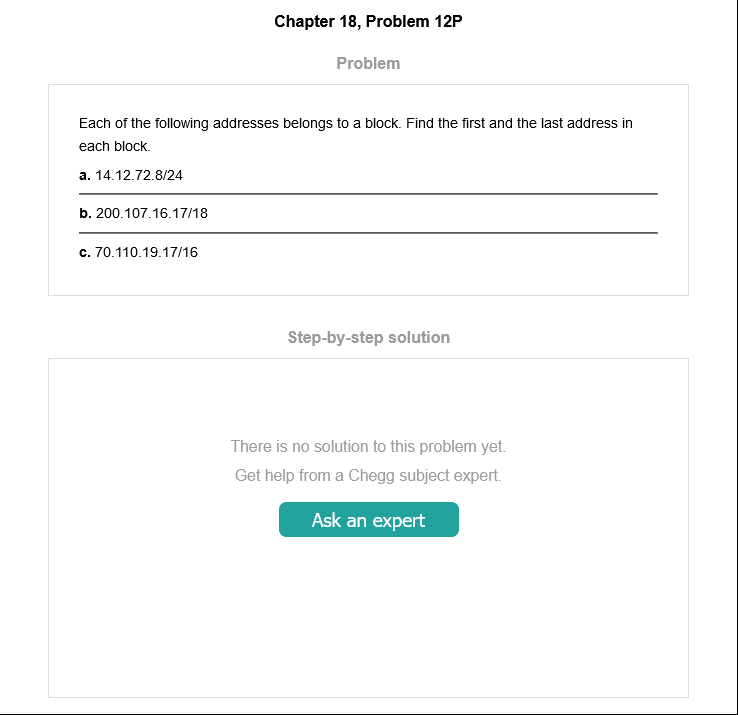 Chapter 18, Problem 12P
Problem
Each of the following addresses belongs to a block. Find the first and the last address in
each block.
a. 14.12.72.8/24
b. 200.107.16.17/18
c. 70.110.19.17/16
Step-by-step solution
There is no solution to this problem yet.
Get help from a Chegg subject expert.
Ask an expert